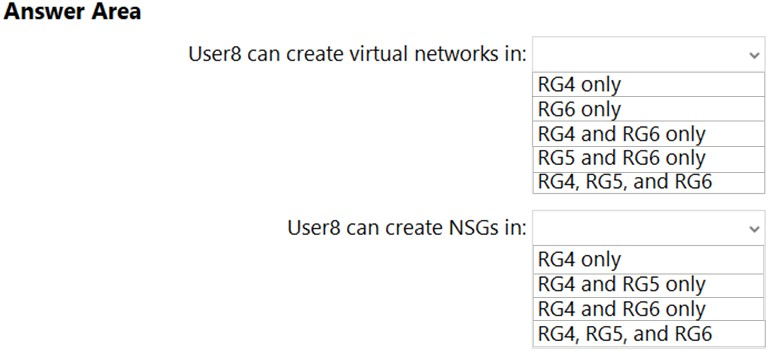 Answer Area
User8 can create virtual networks in:
RG4 only
RG6 only
RG4 and RG6 only
RG5 and RG6 only
RG4, RG5, and RG6
User8 can create NSGs in:
RG4 only
RG4 and RG5 only
RG4 and RG6 only
RG4, RG5, and RG6